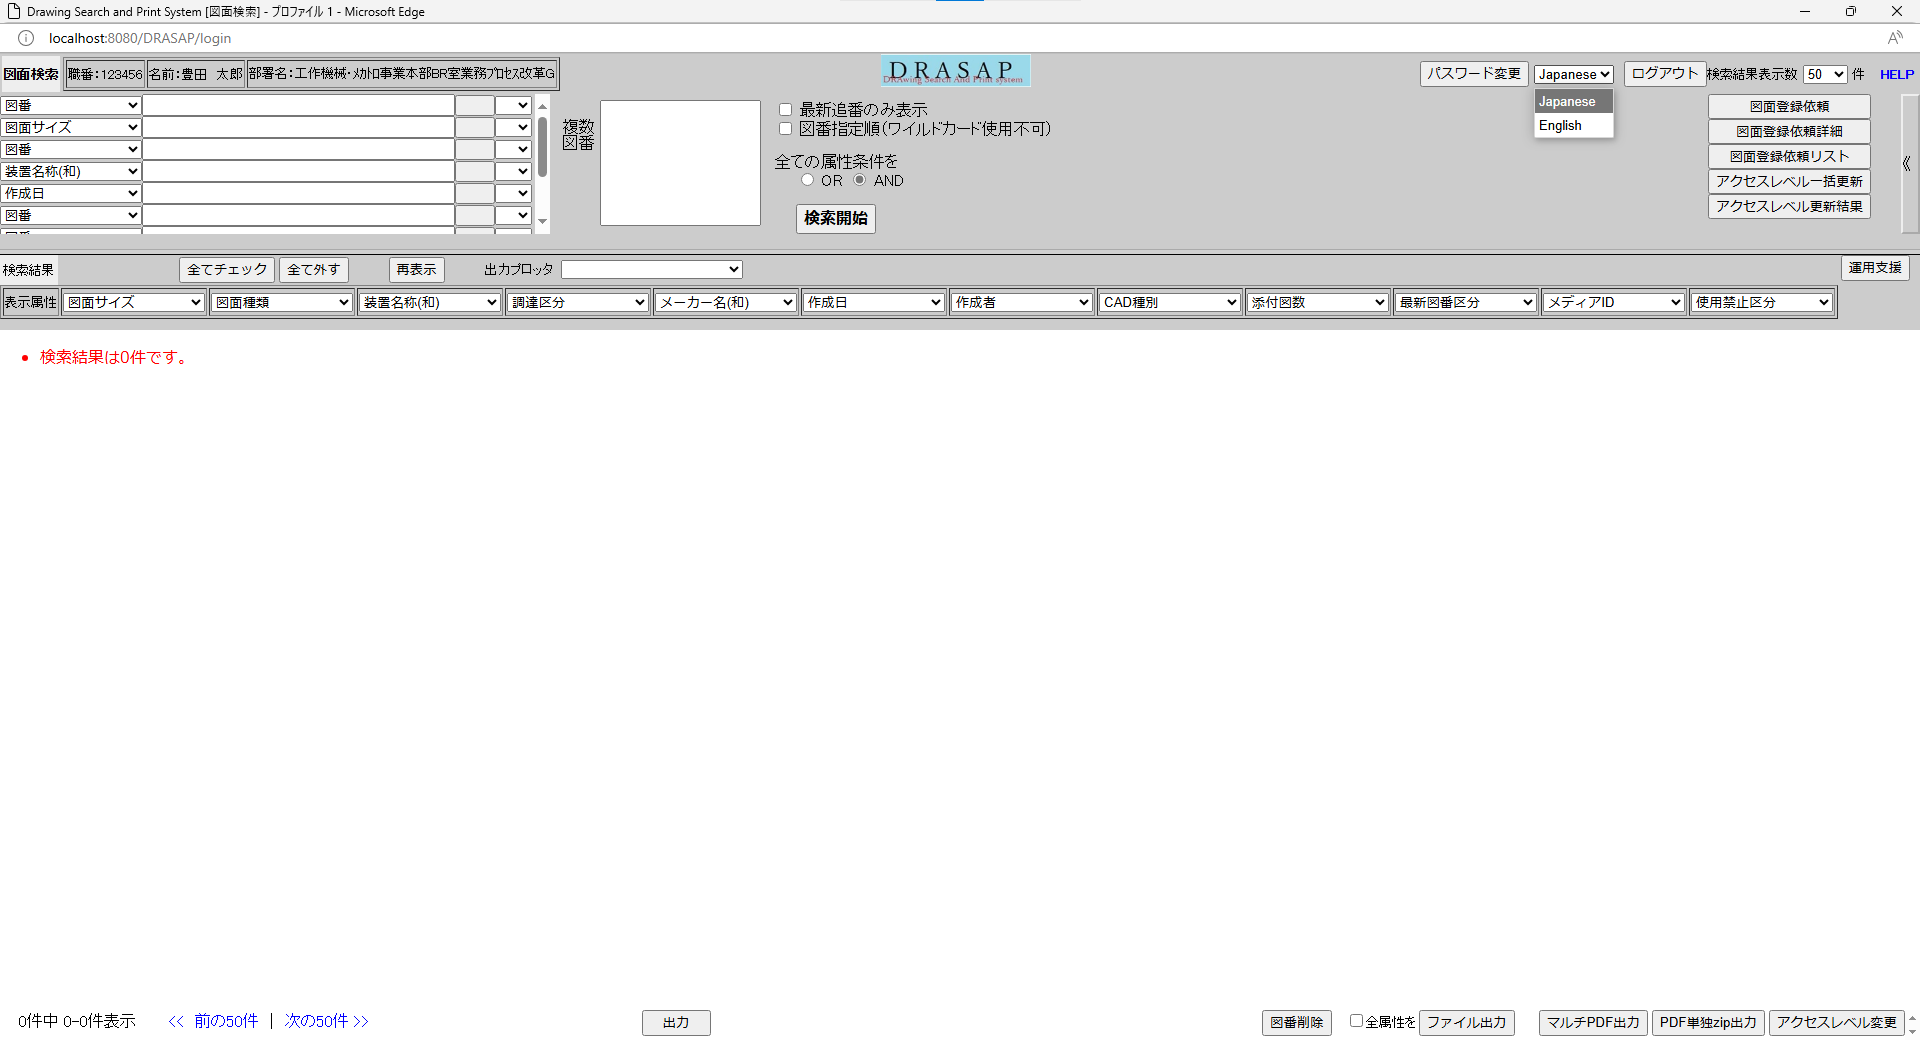 Drawing Search and Print System [図面検索] - プロファイル 1 - Microsoft Edge
localhost:8080/DRASAP/login
図面検索 職番：123456 名前：豊田　太郎 部署名：工作機械・ﾒｶﾄﾛ事業本部BR室業務ﾌﾟﾛｾｽ改革G
DRASAP
DRAwing Search And Print system
パスワード変更 Japanese ログアウト 検索結果表示数 50 件 HELP
Japanese
English
図番
図面サイズ
図番
装置名称(和)
作成日
図番
図番
複数
図番
最新追番のみ表示
図番指定順（ワイルドカード使用不可）
全ての属性条件を
OR AND
検索開始
図面登録依頼
図面登録依頼詳細
図面登録依頼リスト
アクセスレベル一括更新
アクセスレベル更新結果
《
検索結果 全てチェック 全て外す 再表示 出力プロッタ 運用支援
表示属性 図面サイズ 図面種類 装置名称(和) 調達区分 メーカー名(和) 作成日 作成者 CAD種別 添付図数 最新図番区分 メディアID 使用禁止区分
• 検索結果は0件です。
0件中 0-0件表示 << 前の50件 | 次の50件 >> 出力 図番削除 全属性を ファイル出力 マルチPDF出力 PDF単独zip出力 アクセスレベル変更